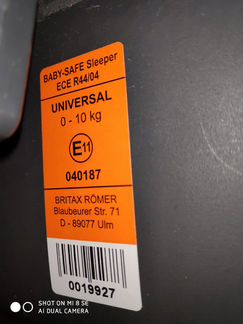 BABY-SAFE Sleeper
ECE R44/04
UNIVERSAL
0 - 10 kg
E11
040187
BRITAX RÖMER
Blaubeurer Str. 71
D - 89077 Ulm
0019927
SHOT ON MI 8 SE
AI DUAL CAMERA